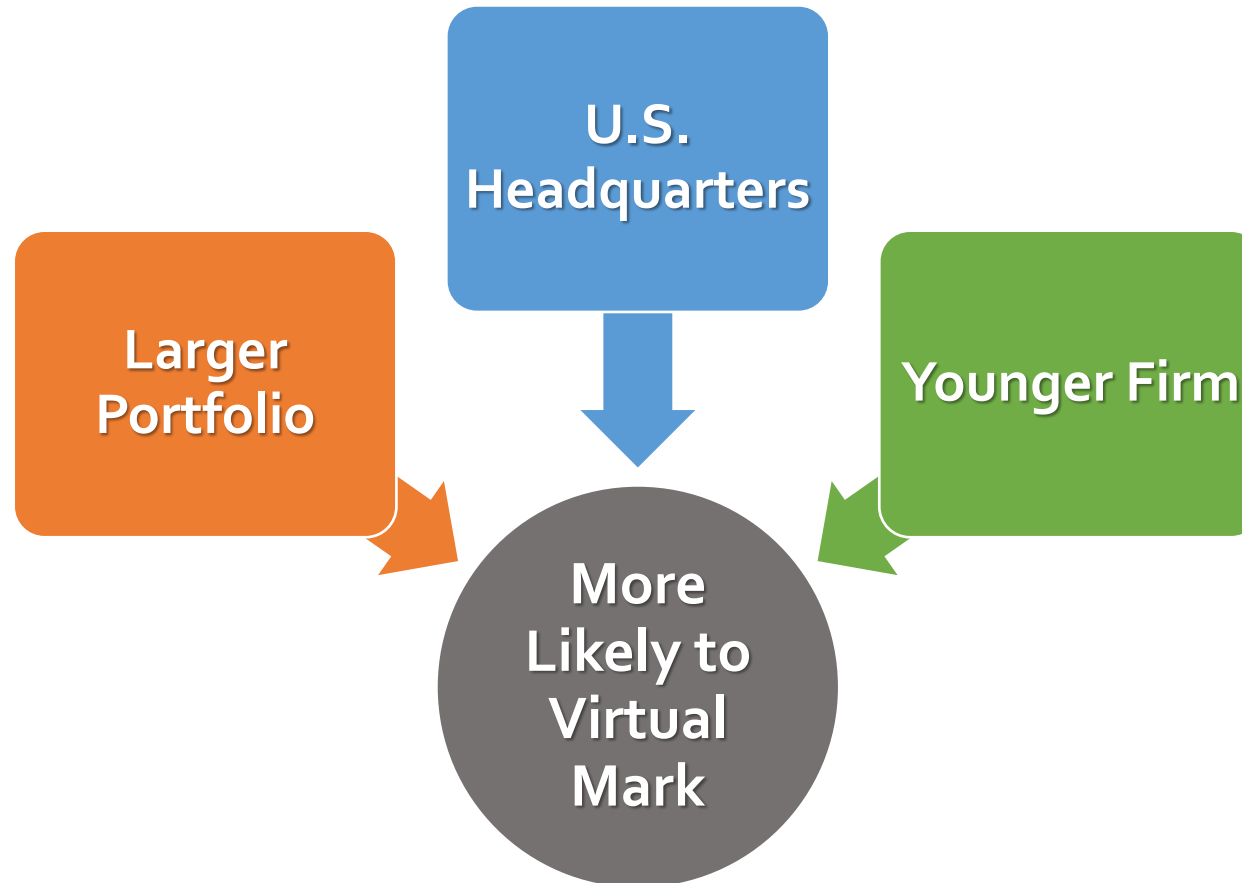 U.S.
Headquarters
Larger
Portfolio
Younger Firm
More
Likely to
Virtual
Mark